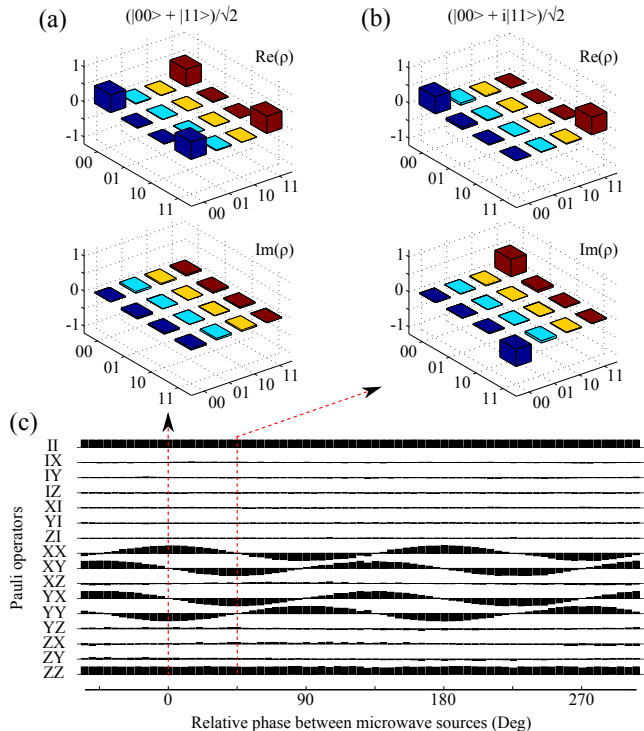 (a)
(|00> + |11>)/√2
(b)
(|00> + i|11>)/√2
Re(ρ)
1
0
-1
00
01
10
11
00
01
10
11
Re(ρ)
1
0
-1
00
01
10
11
00
01
10
11
Im(ρ)
1
0
-1
00
01
10
11
00
01
10
11
Im(ρ)
1
0
-1
00
01
10
11
00
01
10
11
(c)
Pauli operators
II
IX
IY
IZ
XI
YI
ZI
XX
XY
XZ
YX
YY
YZ
ZX
ZY
ZZ
0
90
180
270
Relative phase between microwave sources (Deg)